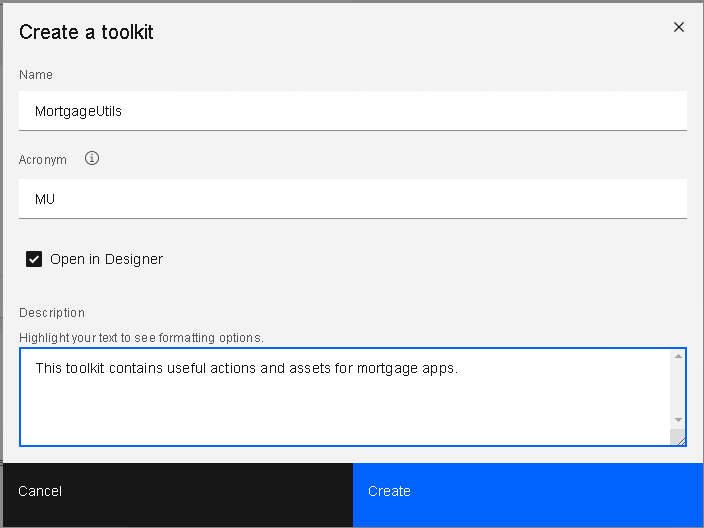 Create a toolkit
Name
MortgageUtils
Acronym
MU
Open in Designer
Description
Highlight your text to see formatting options.
This toolkit contains useful actions and assets for mortgage apps.
Cancel
Create